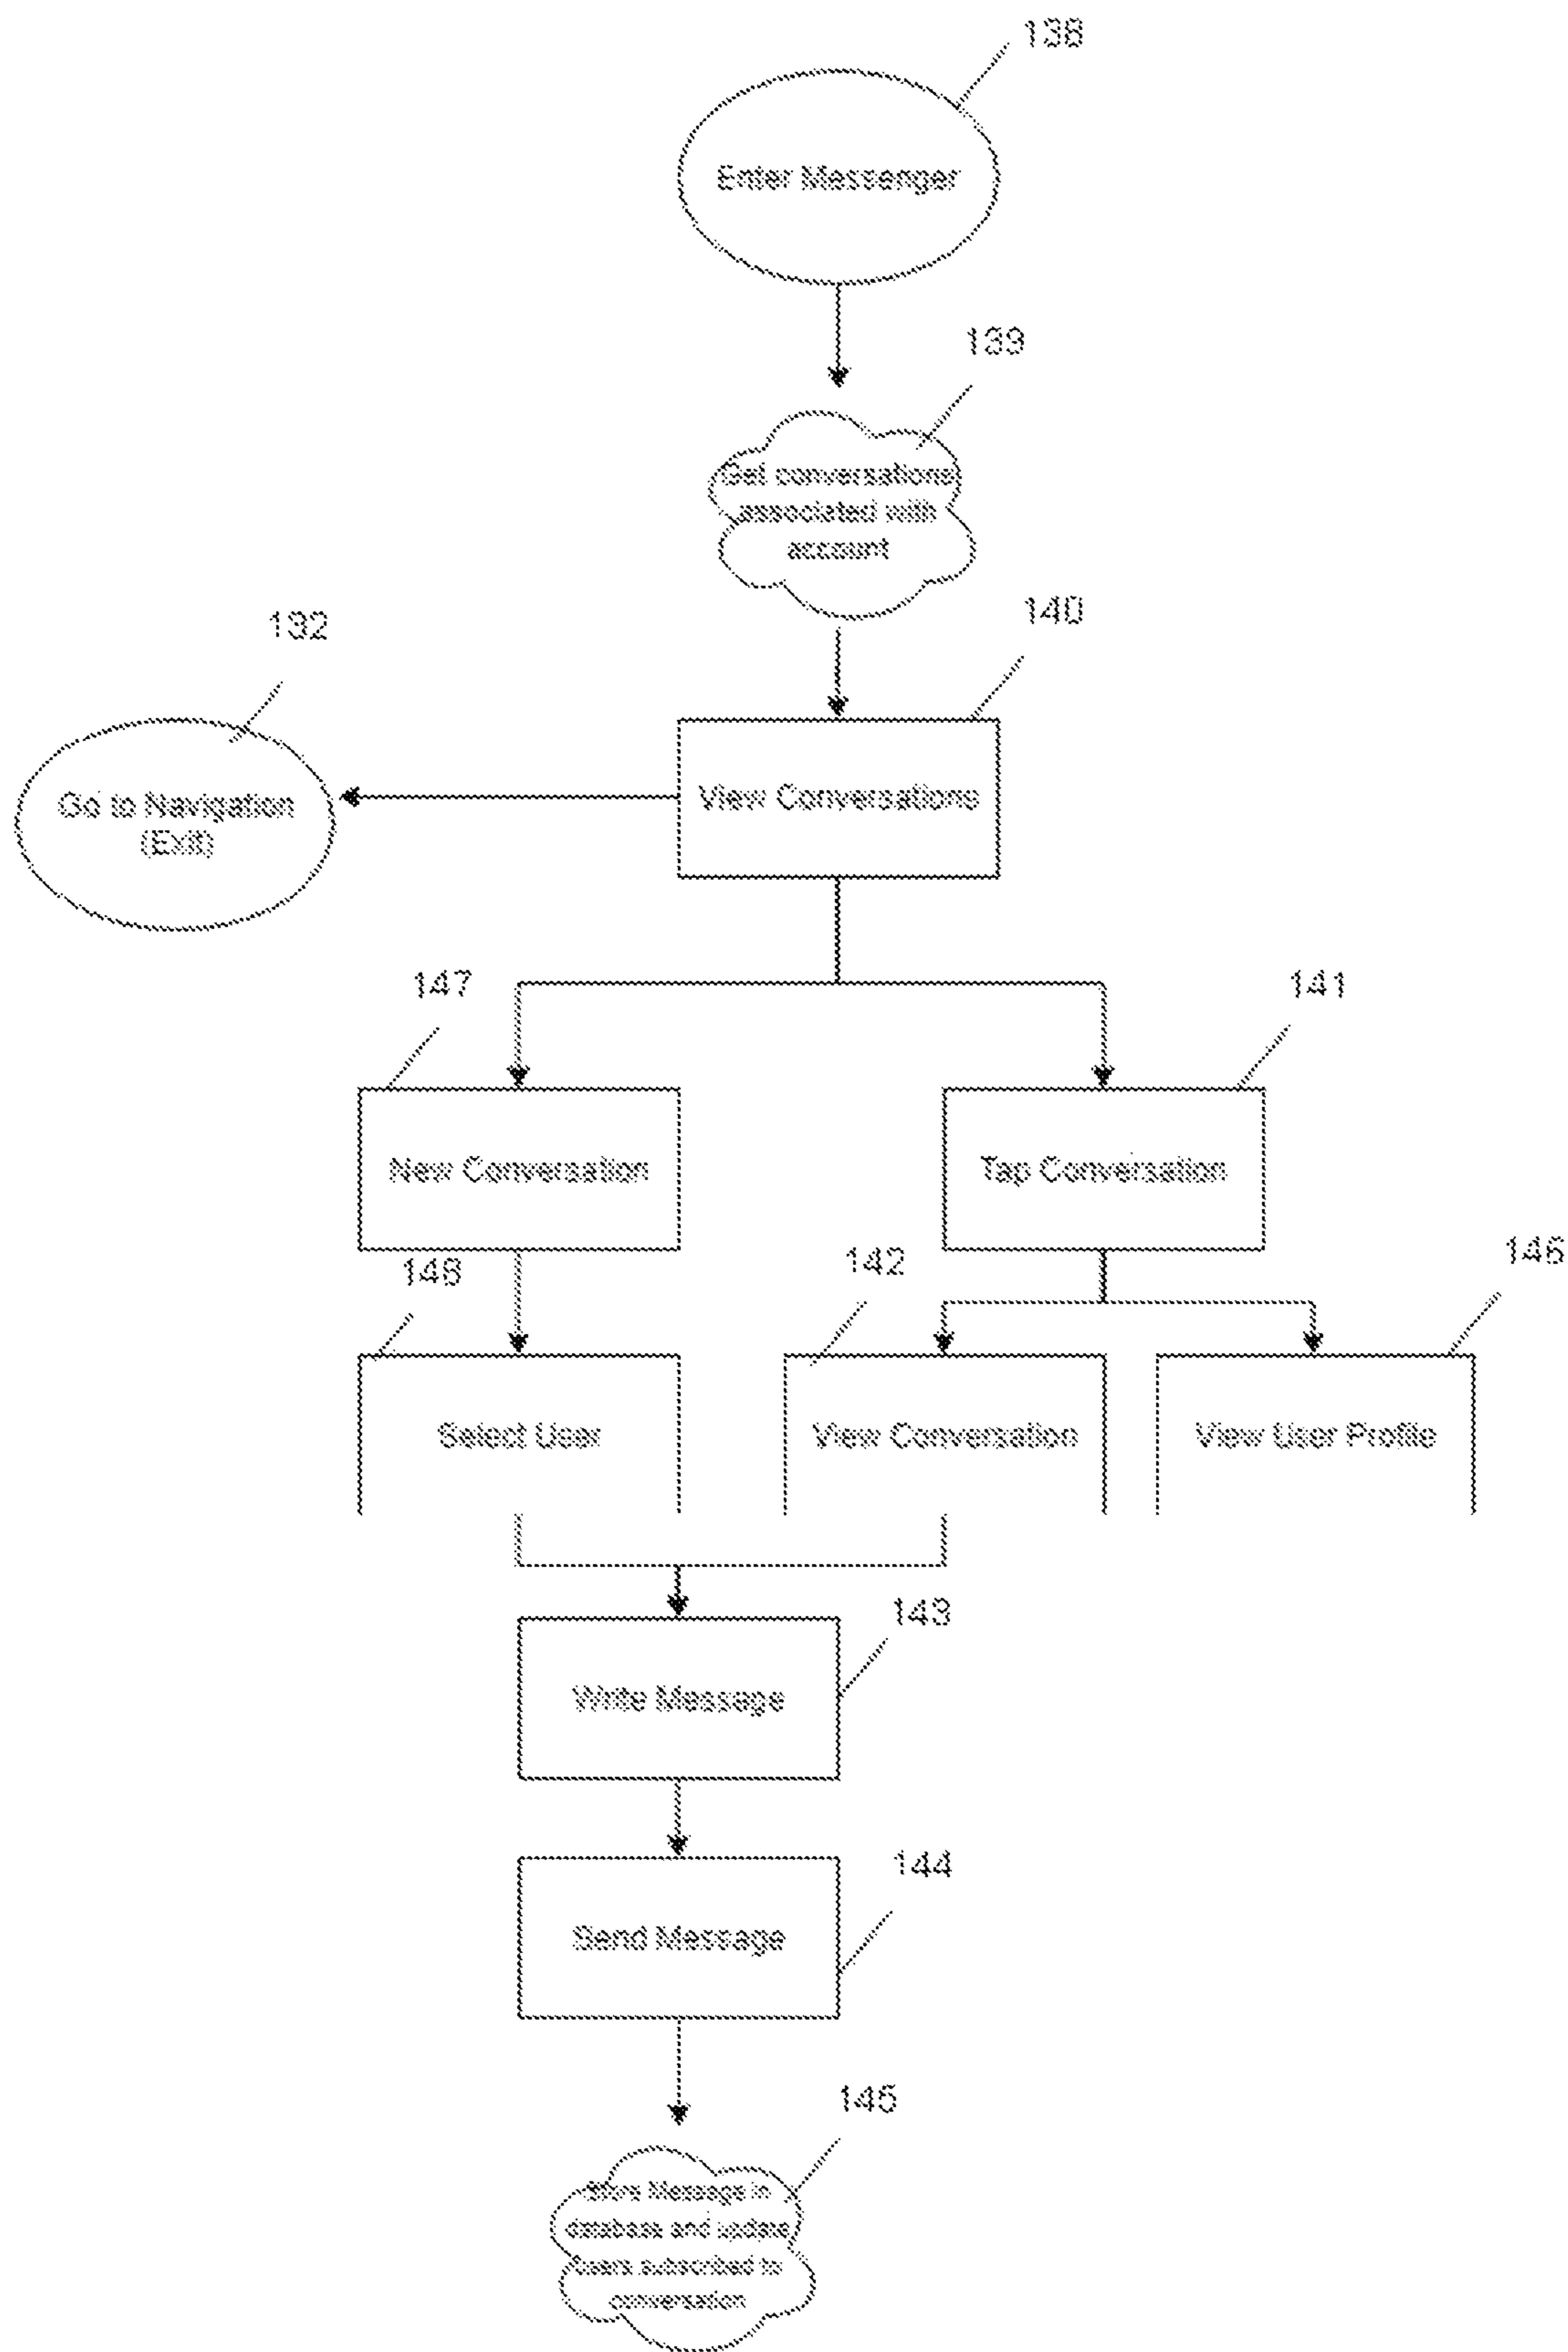 138
Enter Messenger
139
Get conversations
associated with
account
140
132
View Conversations
Go to Navigation
(Exit)
147
141
New Conversation
Tap Conversation
148
142
146
Select User
View Conversation
View User Profile
143
Write Message
144
Send Message
145
Store Message in
database and update
users subscribed to
conversation